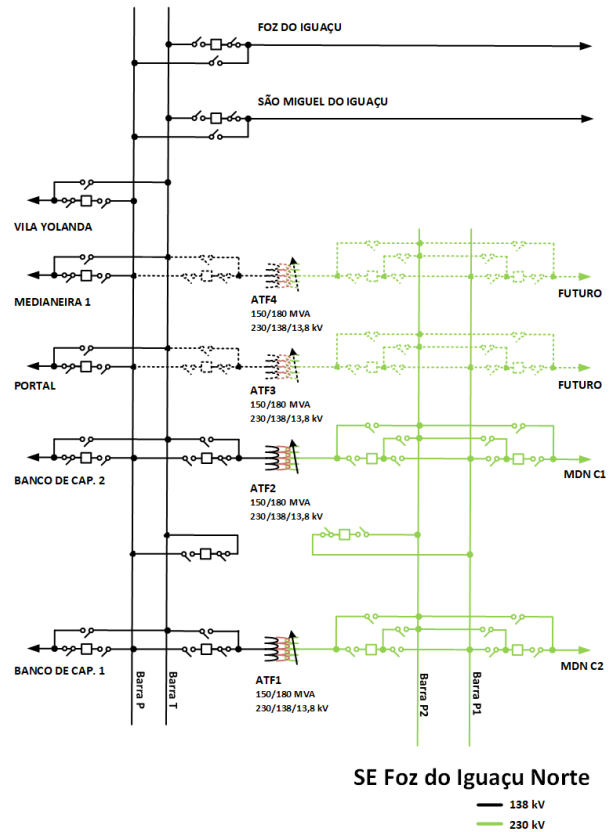 FOZ DO IGUAÇU
SÃO MIGUEL DO IGUAÇU
VILA YOLANDA
MEDIANEIRA 1
ATF4
150/180 MVA
230/138/13,8 kV
FUTURO
PORTAL
ATF3
150/180 MVA
230/138/13,8 kV
FUTURO
BANCO DE CAP. 2
ATF2
150/180 MVA
230/138/13,8 kV
MDN C1
BANCO DE CAP. 1
Barra P
Barra T
ATF1
150/180 MVA
230/138/13,8 kV
Barra P2
Barra P1
MDN C2
SE Foz do Iguaçu Norte
138 kV
230 kV